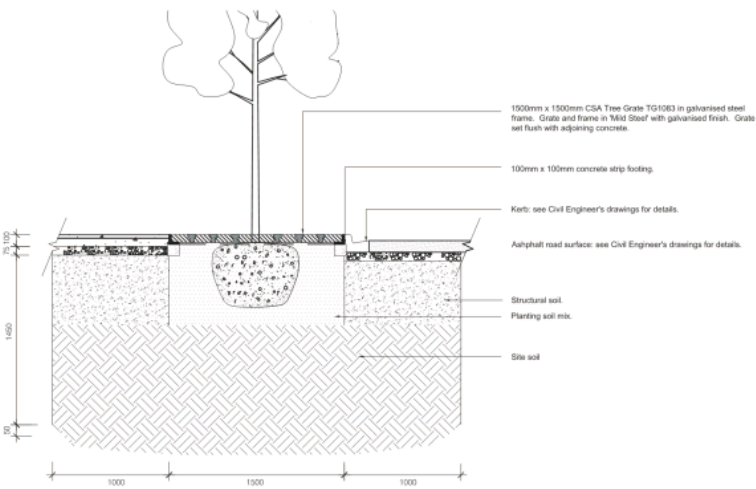 1500mm x 1500mm CSA Tree Grate TG1083 in galvanised steel
frame. Grate and frame in 'Mild Steel' with galvanised finish. Grate
set flush with adjoining concrete.
100mm x 100mm concrete strip footing.
Kerb: see Civil Engineer's drawings for details.
Ashphalt road surface: see Civil Engineer's drawings for details.
Structural soil.
Planting soil mix.
Site soil
100
75
1450
50
1000
1500
1000